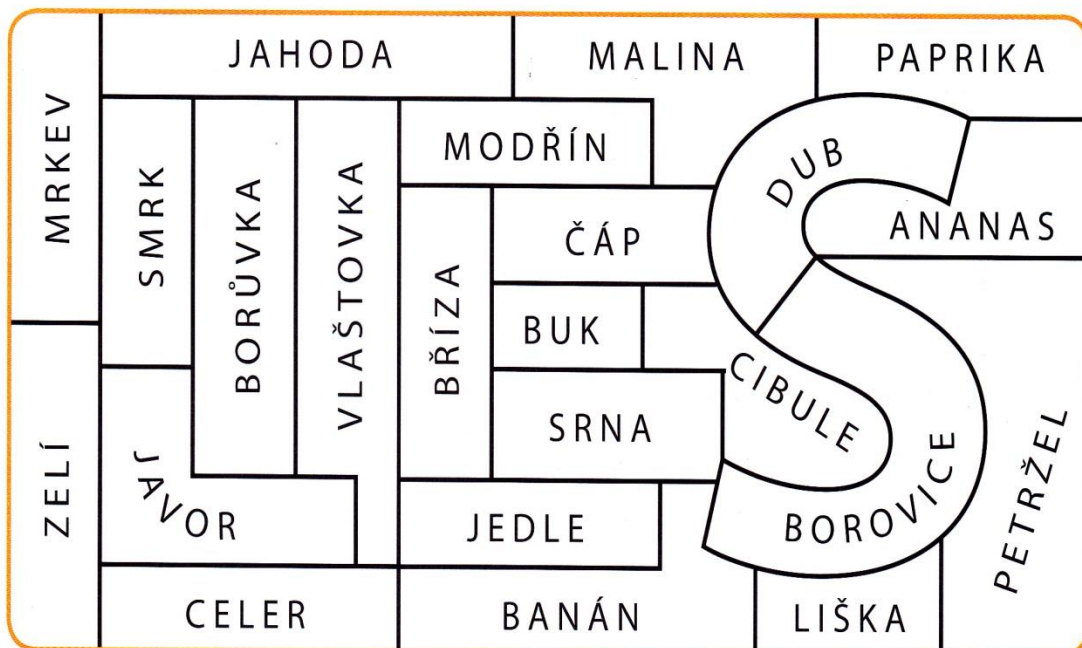 JAHODA
MALINA
PAPRIKA
MRKEV
SMRK
BORŮVKA
VLAŠTOVKA
MODŘÍN
DUB
ANANAS
ČÁP
BŘÍZA
BUK
CIBULE
SRNA
ZELÍ
JAVOR
JEDLE
BOROVICE
PETRŽEL
CELER
BANÁN
LIŠKA